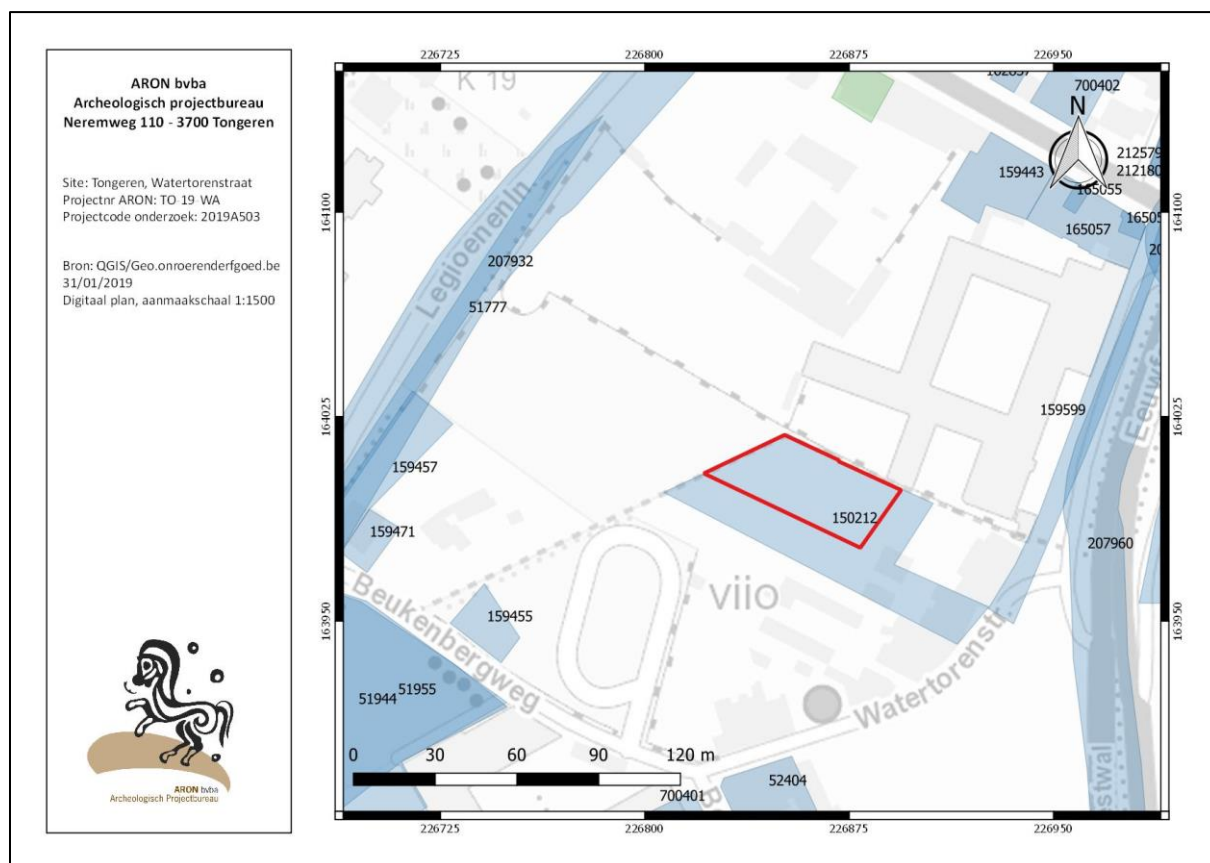 ARON bvba
Archeologisch projectbureau
Neremweg 110 - 3700 Tongeren
Site: Tongeren, Watertorenstraat
Projectnr ARON: TO-19-WA
Projectcode onderzoek: 2019A503
Bron: QGIS/Geo.onroerenderfgoed.be
31/01/2019
Digitaal plan, aanmaakschaal 1:1500
ARON bvba
Archeologisch Projectbureau
226725
226800
226875
226950
K 19
700402
N
212579
212180
159443
165055
164100
164100
165057
Legioenenln
207932
51777
164025
164025
159599
159457
150212
159471
207960
viio
159455
163950
163950
Beukenbergweg
51955
51944
Watertorenstr
0
30
60
90
120 m
52404
700401
226725
226800
226875
226950